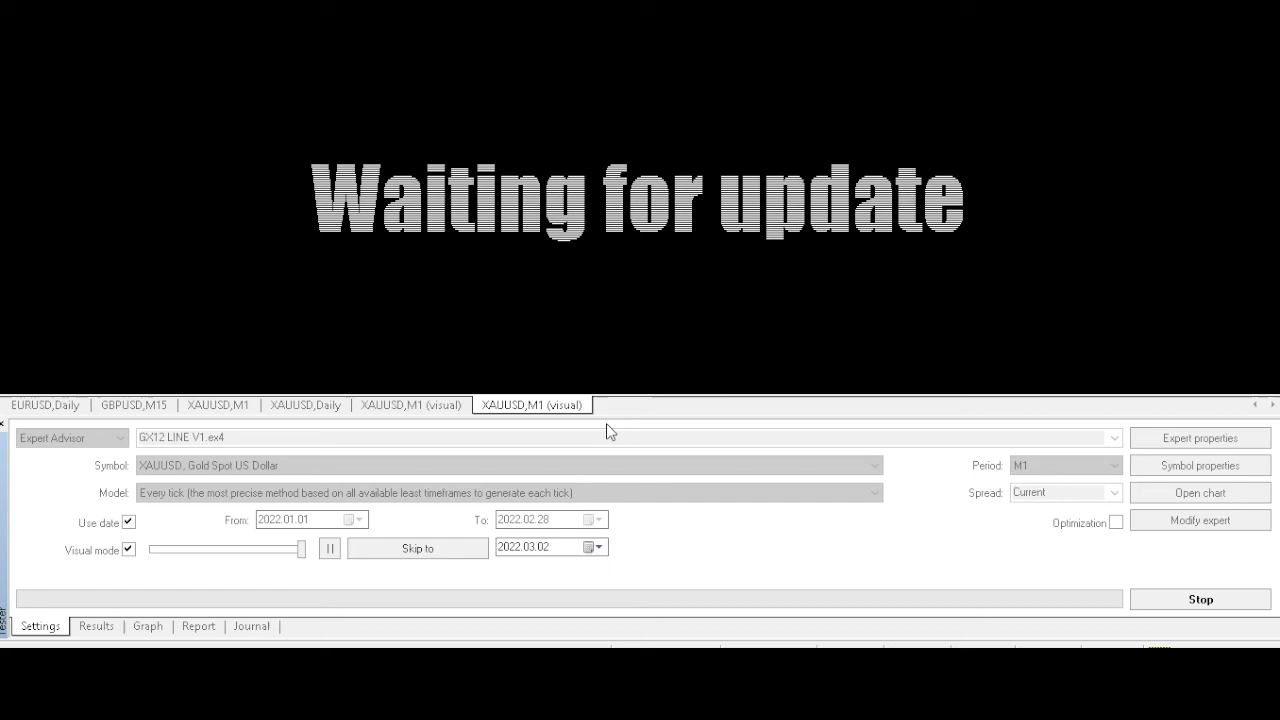 Waiting for update
EURUSD,Daily GBPUSD,M15 XAUUSD,M1 XAUUSD,Daily XAUUSD,M1 (visual) XAUUSD,M1 (visual)
Expert Advisor GX12 LINE V1.ex4 Expert properties
Symbol: XAUUSD, Gold Spot US Dollar Period: M1 Symbol properties
Model: Every tick (the most precise method based on all available least timeframes to generate each tick) Spread: Current Open chart
Use date From: 2022.01.01 To: 2022.02.28 Optimization Modify expert
Visual mode Skip to 2022.03.02
Stop
Tester
Settings Results Graph Report Journal